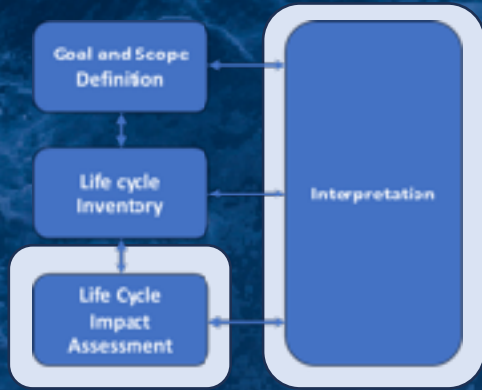 Goal and Scope
Definition
Life cycle
Inventory
Interpretation
Life Cycle
Impact
Assessment